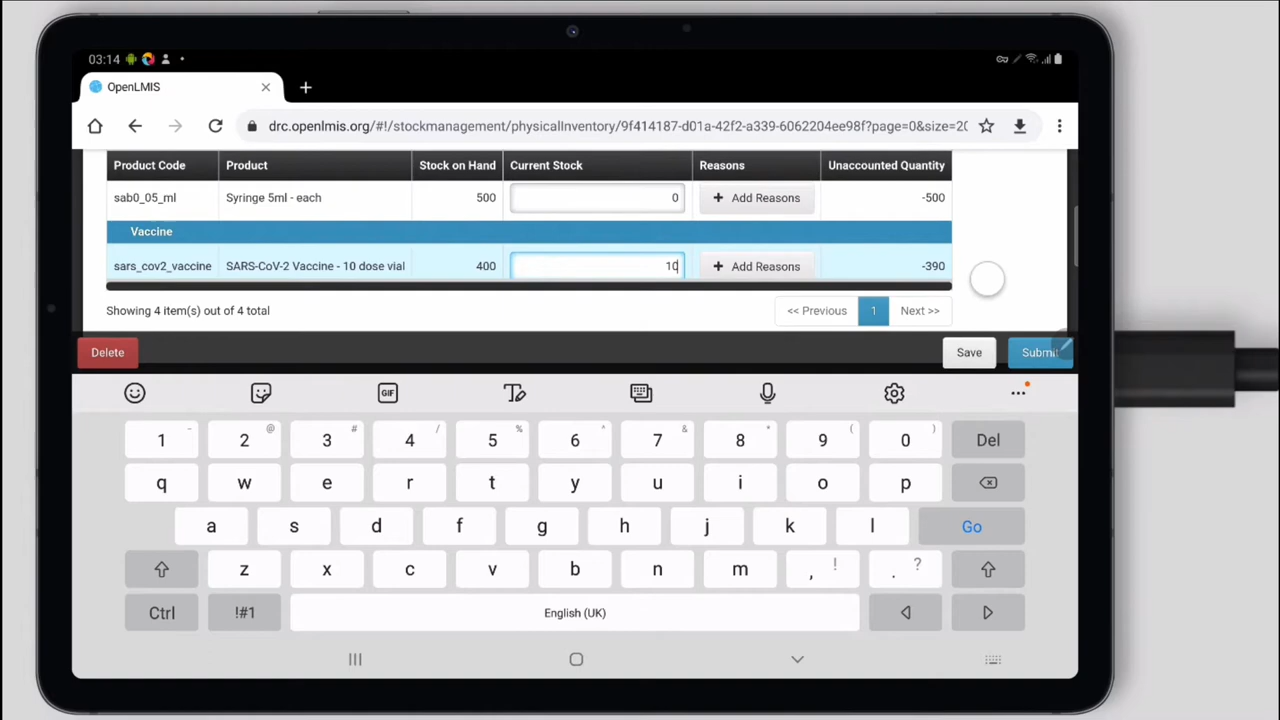 03:14
OpenLMIS
drc.openlmis.org/#!/stockmanagement/physicalInventory/9f414187-d01a-42f2-a339-6062204ee98f?page=0&size=20
Product Code Product Stock on Hand Current Stock Reasons Unaccounted Quantity
sab0_05_ml Syringe 5ml - each 500 0 + Add Reasons -500
Vaccine
sars_cov2_vaccine SARS-CoV-2 Vaccine - 10 dose vial 400 10 + Add Reasons -390
Showing 4 item(s) out of 4 total << Previous 1 Next >>
Delete Save Submit
GIF
1 - 2 @ 3 # 4 / 5 % 6 ^ 7 & 8 * 9 ( 0 ) Del
q w e r t y u i o p
a s d f g h j k l Go
z x c v b n m , ! . ?
Ctrl !#1 English (UK)